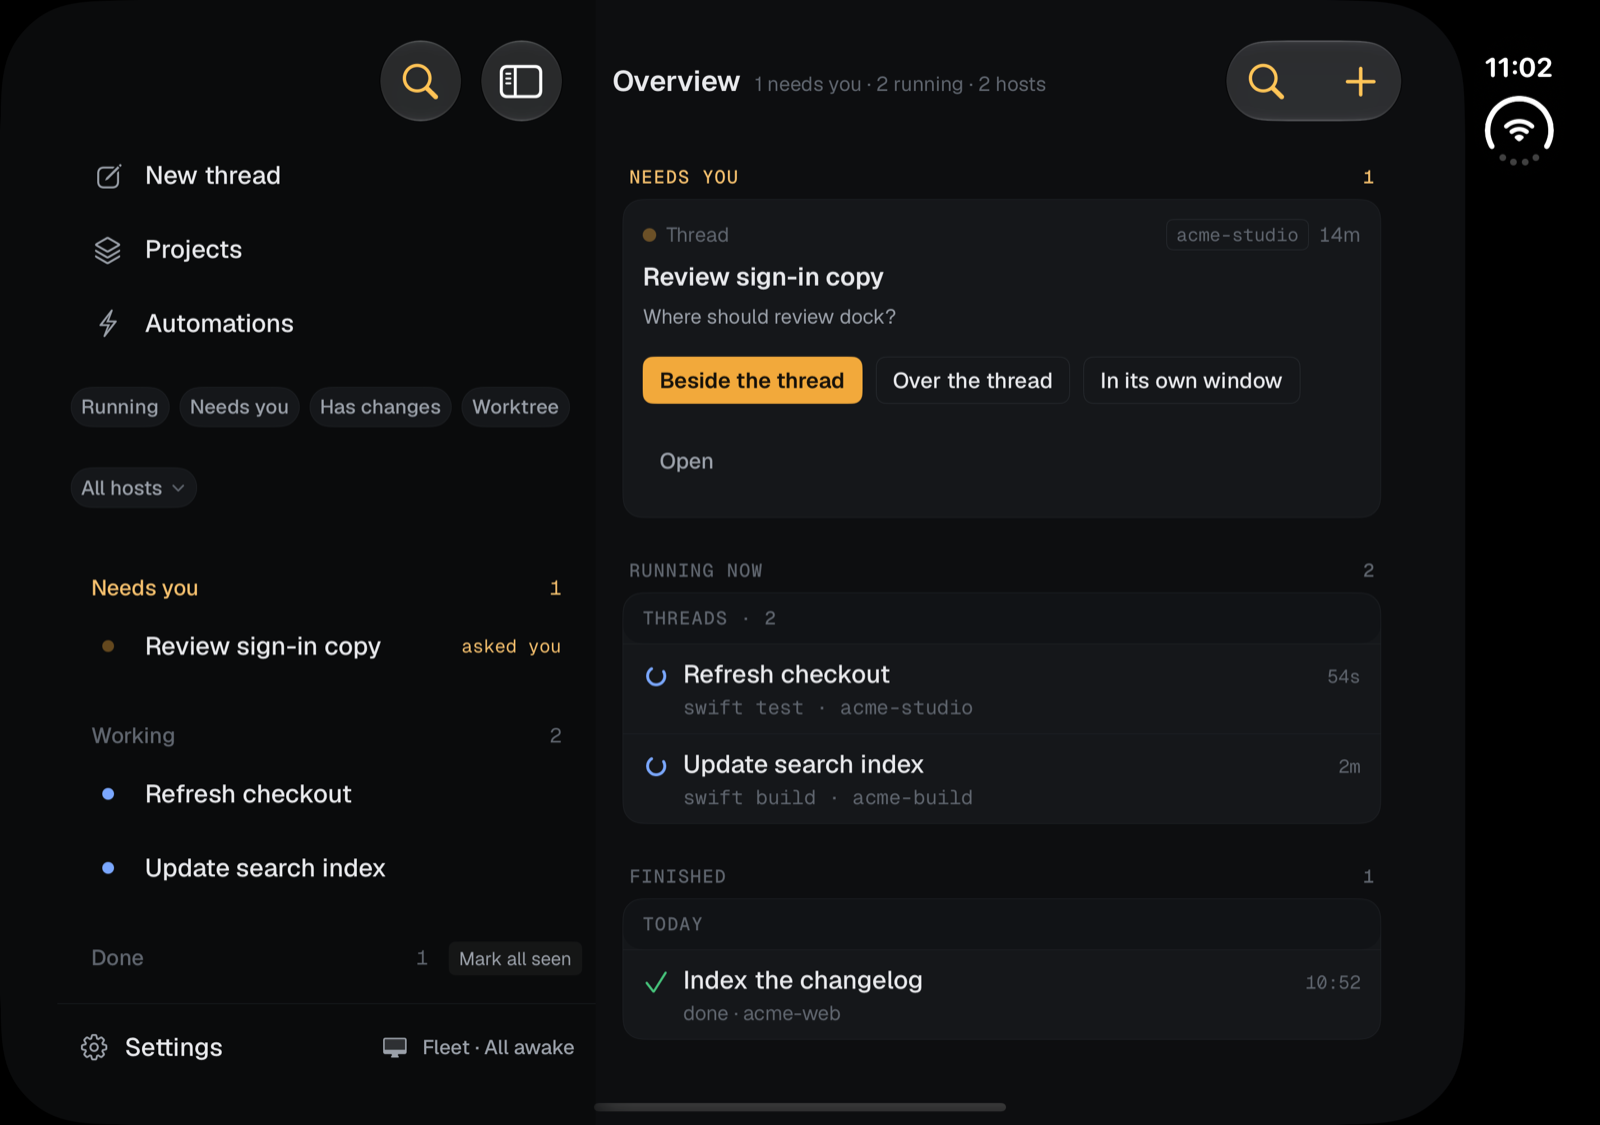 New thread
Projects
Automations
Running
Needs you
Has changes
Worktree
All hosts
Needs you 1
Review sign-in copy asked you
Working 2
Refresh checkout
Update search index
Done 1 Mark all seen
Settings
Fleet · All awake
Overview 1 needs you · 2 running · 2 hosts
NEEDS YOU 1
Thread acme-studio 14m
Review sign-in copy
Where should review dock?
Beside the thread
Over the thread
In its own window
Open
RUNNING NOW 2
THREADS · 2
Refresh checkout 54s
swift test · acme-studio
Update search index 2m
swift build · acme-build
FINISHED 1
TODAY
Index the changelog 10:52
done · acme-web
11:02